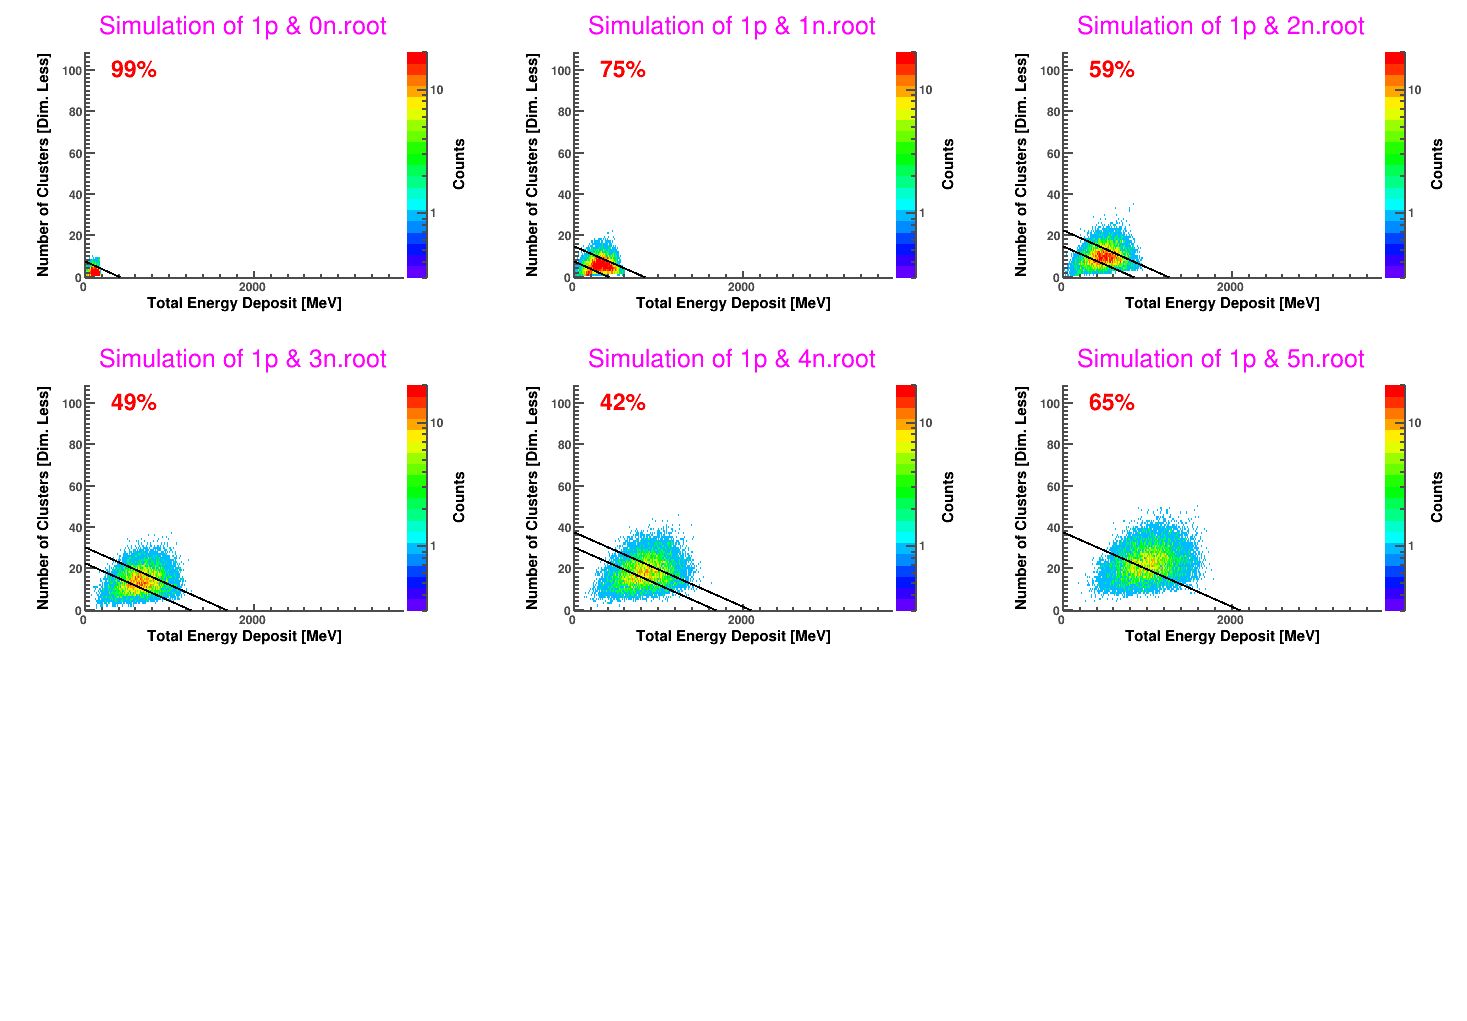 Simulation of 1p & 0n.root
99%
Number of Clusters [Dim. Less]
100
80
60
40
20
0
0
2000
Total Energy Deposit [MeV]
10
1
Counts
Simulation of 1p & 1n.root
75%
Number of Clusters [Dim. Less]
100
80
60
40
20
0
0
2000
Total Energy Deposit [MeV]
10
1
Counts
Simulation of 1p & 2n.root
59%
Number of Clusters [Dim. Less]
100
80
60
40
20
0
0
2000
Total Energy Deposit [MeV]
10
1
Counts
Simulation of 1p & 3n.root
49%
Number of Clusters [Dim. Less]
100
80
60
40
20
0
0
2000
Total Energy Deposit [MeV]
10
1
Counts
Simulation of 1p & 4n.root
42%
Number of Clusters [Dim. Less]
100
80
60
40
20
0
0
2000
Total Energy Deposit [MeV]
10
1
Counts
Simulation of 1p & 5n.root
65%
Number of Clusters [Dim. Less]
100
80
60
40
20
0
0
2000
Total Energy Deposit [MeV]
10
1
Counts